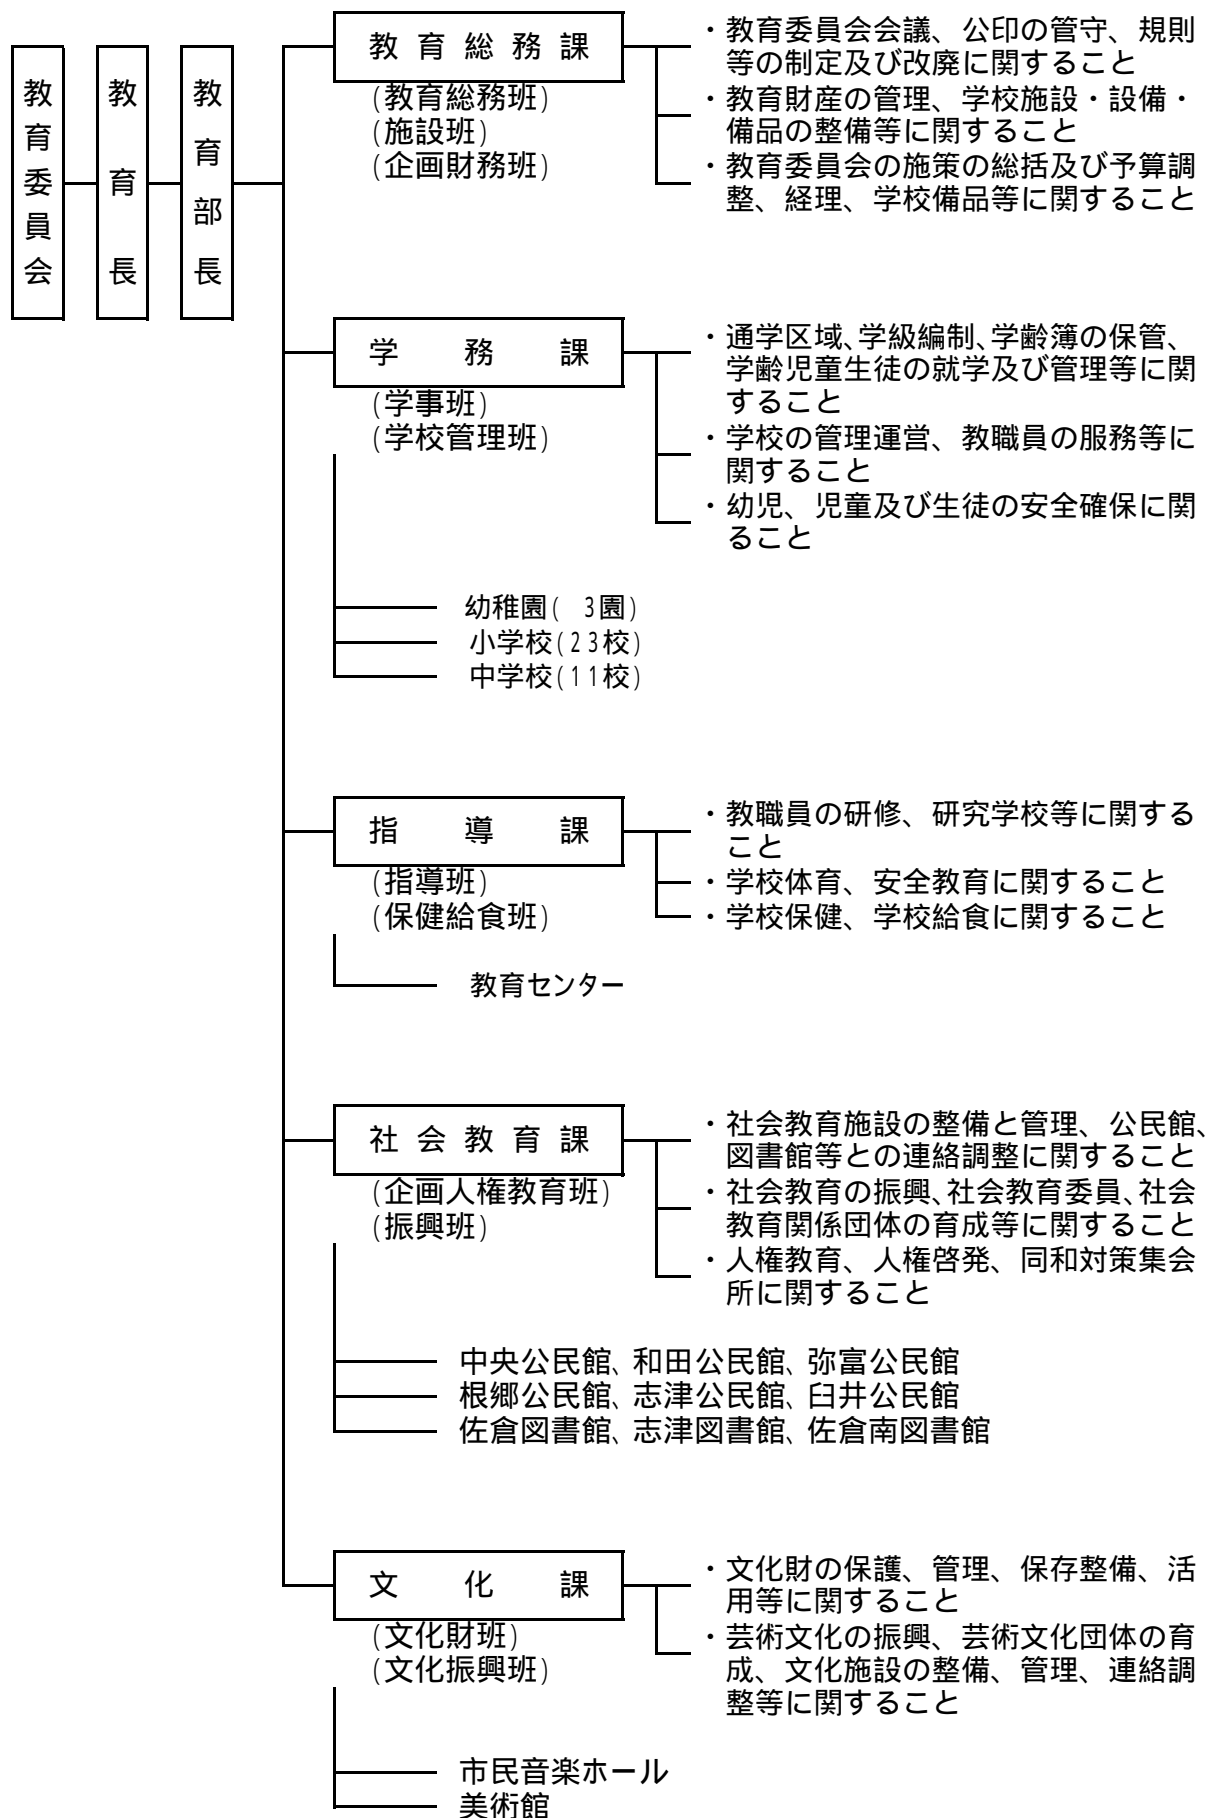 教育委員会
教育長
教育部長
教育総務課
(教育総務班)
(施設班)
(企画財務班)
・教育委員会会議、公印の管守、規則
等の制定及び改廃に関すること
・教育財産の管理、学校施設・設備・
備品の整備等に関すること
・教育委員会の施策の総括及び予算調
整、経理、学校備品等に関すること
学務課
(学事班)
(学校管理班)
・通学区域、学級編制、学齢簿の保管、
学齢児童生徒の就学及び管理等に関
すること
・学校の管理運営、教職員の服務等に
関すること
・幼児、児童及び生徒の安全確保に関
ること
幼稚園( 3園)
小学校(23校)
中学校(11校)
指導課
(指導班)
(保健給食班)
・教職員の研修、研究学校等に関する
こと
・学校体育、安全教育に関すること
・学校保健、学校給食に関すること
教育センター
社会教育課
(企画人権教育班)
(振興班)
・社会教育施設の整備と管理、公民館、
図書館等との連絡調整に関すること
・社会教育の振興、社会教育委員、社会
教育関係団体の育成等に関すること
・人権教育、人権啓発、同和対策集会
所に関すること
中央公民館、和田公民館、弥富公民館
根郷公民館、志津公民館、臼井公民館
佐倉図書館、志津図書館、佐倉南図書館
文化課
(文化財班)
(文化振興班)
・文化財の保護、管理、保存整備、活
用等に関すること
・芸術文化の振興、芸術文化団体の育
成、文化施設の整備、管理、連絡調
整等に関すること
市民音楽ホール
美術館